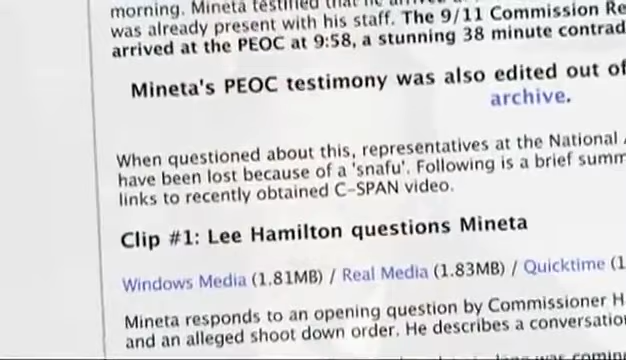 morning. Mineta testified that he arrived at
was already present with his staff. The 9/11 Commission Re
arrived at the PEOC at 9:58, a stunning 38 minute contrad
Mineta's PEOC testimony was also edited out of
archive.
When questioned about this, representatives at the National
have been lost because of a 'snafu'. Following is a brief summ
links to recently obtained C-SPAN video.
Clip #1: Lee Hamilton questions Mineta
Windows Media (1.81MB) / Real Media (1.83MB) / Quicktime (1
Mineta responds to an opening question by Commissioner H
and an alleged shoot down order. He describes a conversatio